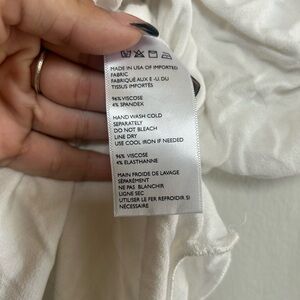 MADE IN USA OF IMPORTED
FABRIC
FABRIQUÉ AUX E.-U. DU
TISSUS IMPORTÉS
96% VISCOSE
4% SPANDEX
HAND WASH COLD
SEPARATELY
DO NOT BLEACH
LINE DRY
USE COOL IRON IF NEEDED
96% VISCOSE
4% ELASTHANNE
MAIN FROIDE DE LAVAGE
SÉPARÉMENT
NE PAS BLANCHIR
LIGNE SEC
UTILISER LE FER REFROIDIR SI
NÉCESSAIRE